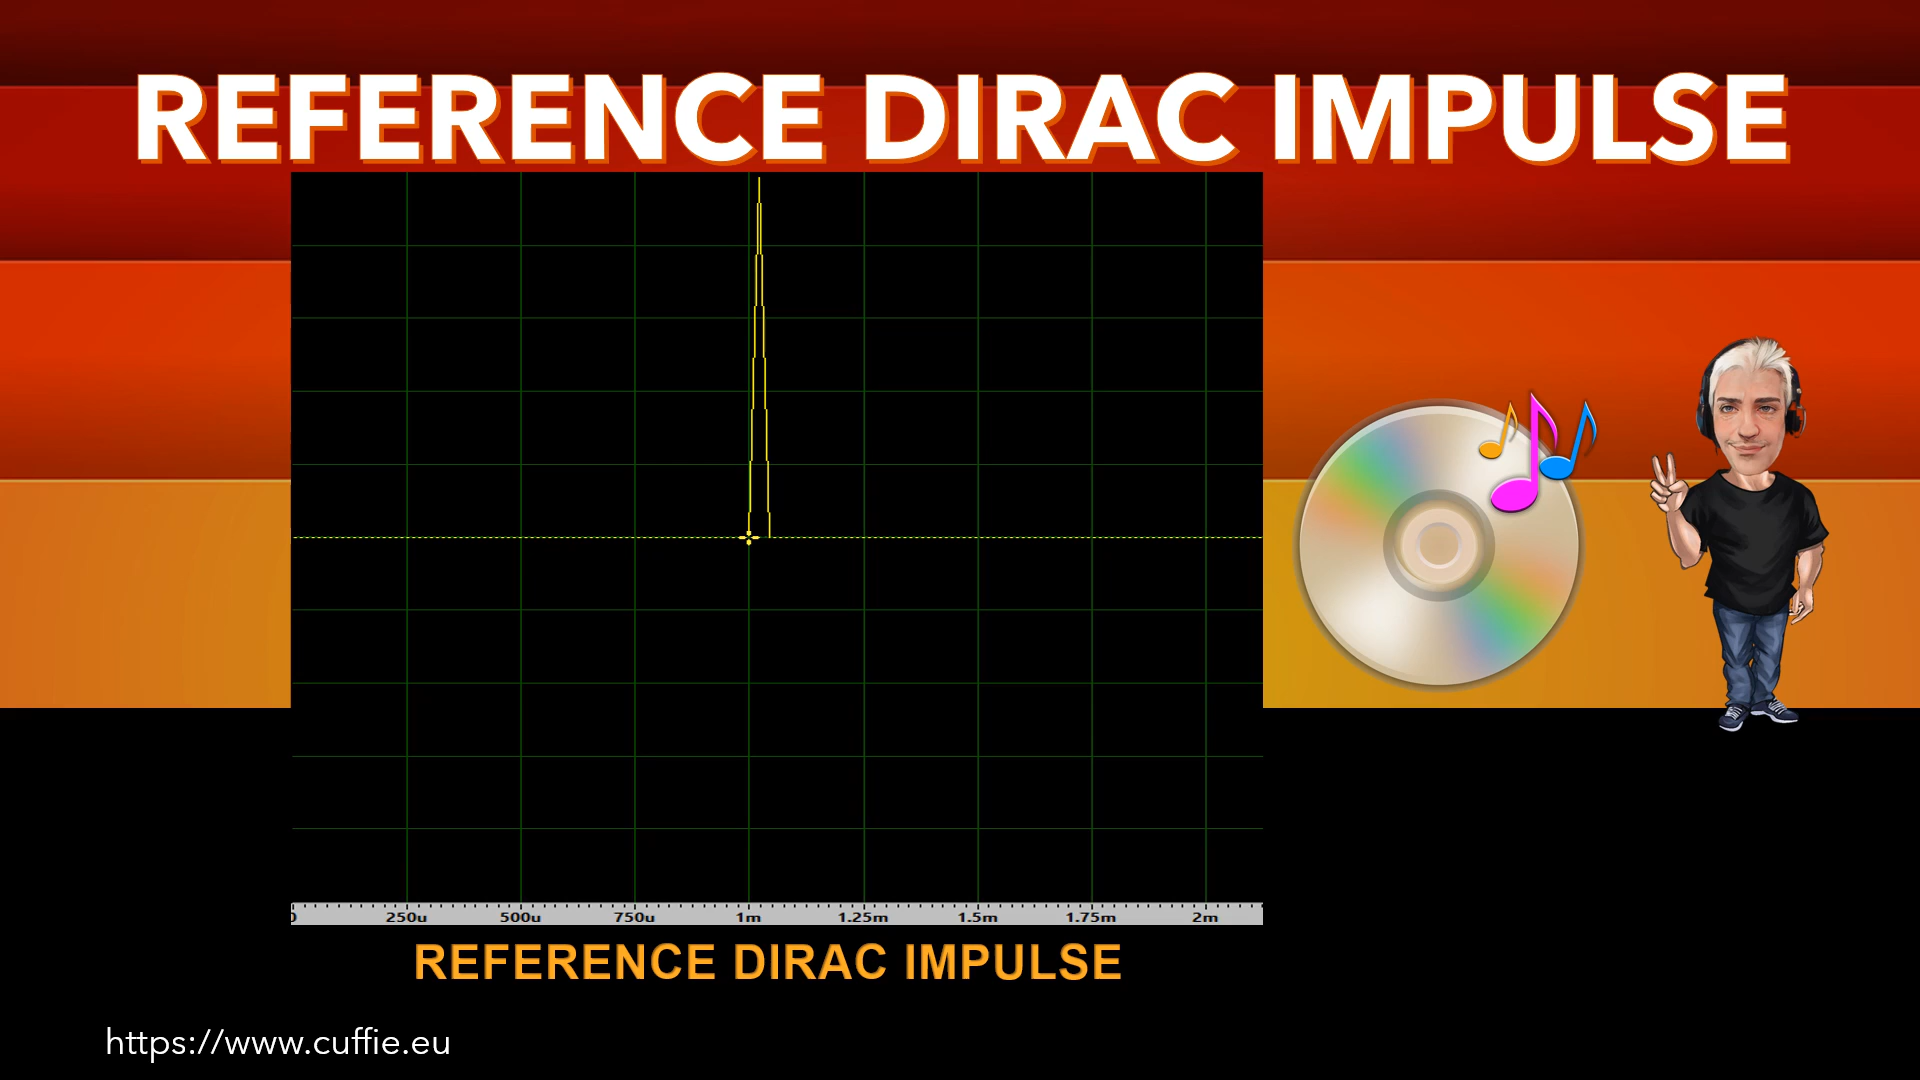 REFERENCE DIRAC IMPULSE
0 250u 500u 750u 1m 1.25m 1.5m 1.75m 2m
REFERENCE DIRAC IMPULSE
https://www.cuffie.eu